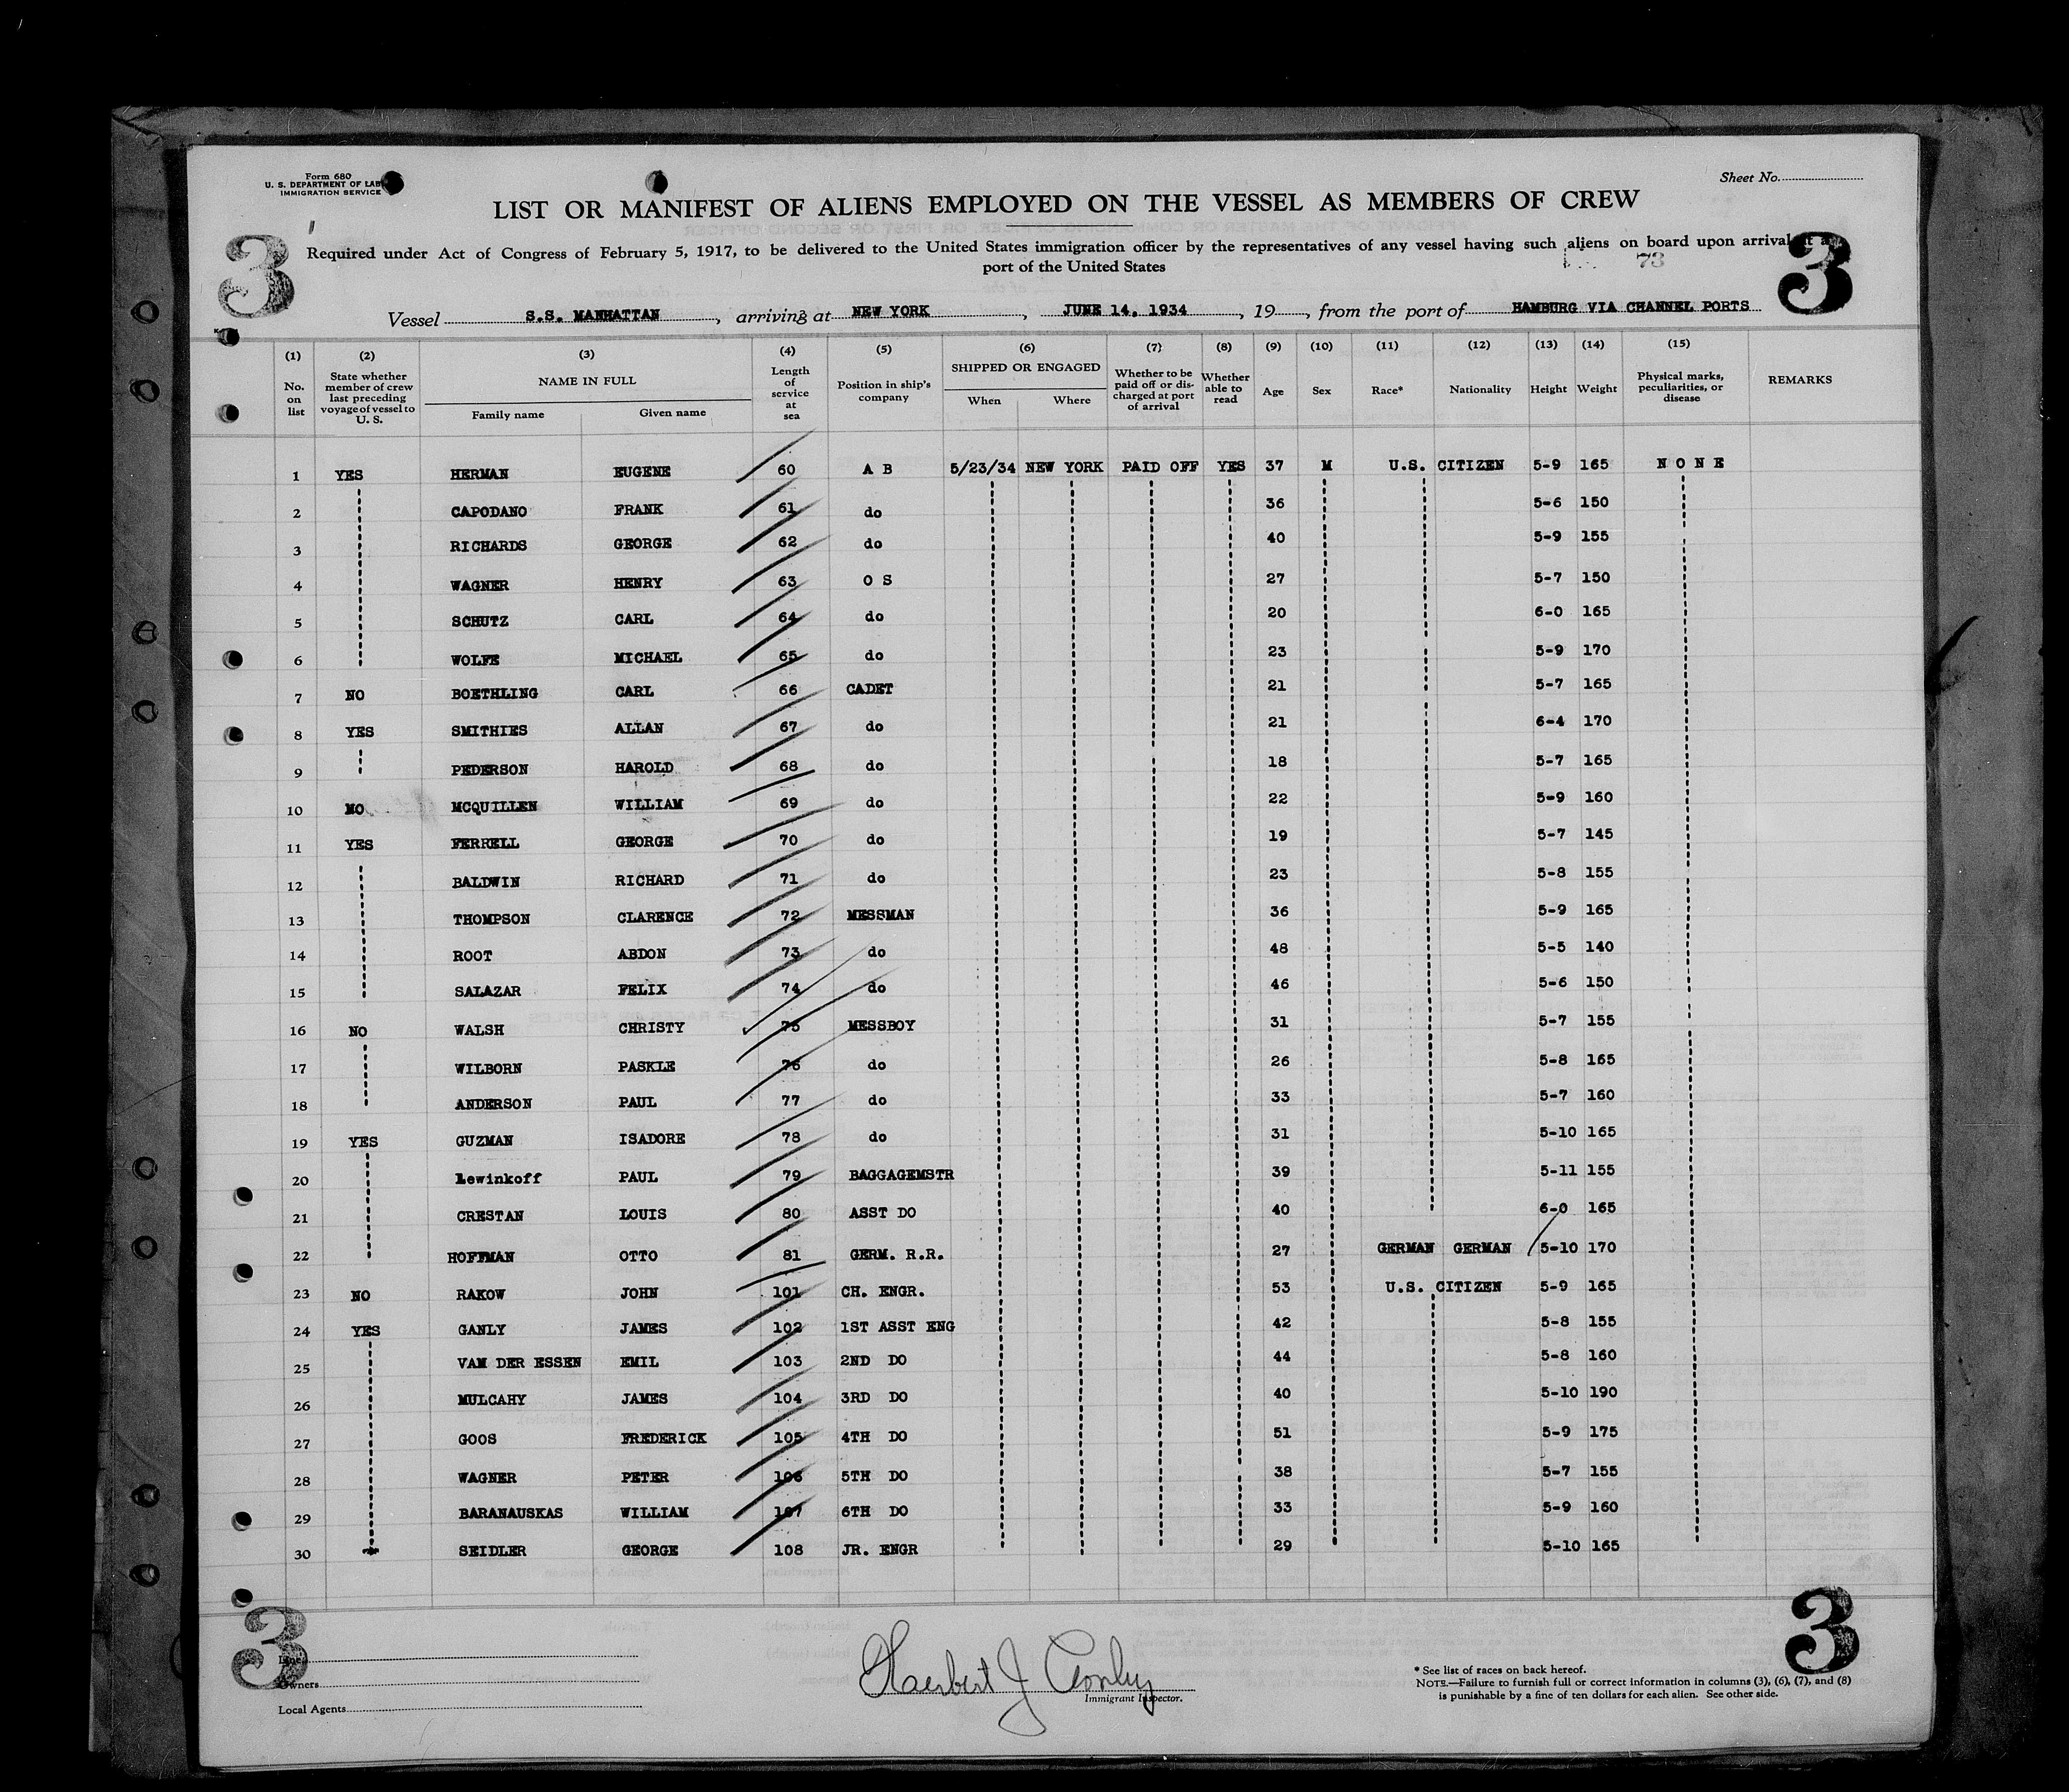 Form 680
U. S. DEPARTMENT OF LAB
IMMIGRATION SERVICE
Sheet No.
LIST OR MANIFEST OF ALIENS EMPLOYED ON THE VESSEL AS MEMBERS OF CREW
3
3
Required under Act of Congress of February 5, 1917, to be delivered to the United States immigration officer by the representatives of any vessel having such aliens on board upon arrival at a
port of the United States
73
Vessel S.S. MANHATTAN, arriving at NEW YORK, JUNE 14, 1934, 19, from the port of HAMBURG VIA CHANNEL PORTS
(1) (2) (3) (4) (5) (6) (7) (8) (9) (10) (11) (12) (13) (14) (15)
No. on list
State whether member of crew last preceding voyage of vessel to U. S.
NAME IN FULL
Family name
Given name
Length of service at sea
Position in ship's company
SHIPPED OR ENGAGED
When
Where
Whether to be paid off or discharged at port of arrival
Whether able to read
Age
Sex
Race*
Nationality
Height
Weight
Physical marks, peculiarities, or disease
REMARKS
1 YES HERMAN EUGENE 60 A B 5/23/34 NEW YORK PAID OFF YES 37 M U.S. CITIZEN 5-9 165 N O N E
2 CAPODANO FRANK 61 do 36 5-6 150
3 RICHARDS GEORGE 62 do 40 5-9 155
4 WAGNER HENRY 63 O S 27 5-7 150
5 SCHUTZ CARL 64 do 20 6-0 165
6 WOLFE MICHAEL 65 do 23 5-9 170
7 NO BOETHLING CARL 66 CADET 21 5-7 165
8 YES SMITHIES ALLAN 67 do 21 6-4 170
9 PEDERSON HAROLD 68 do 18 5-7 165
10 NO MCQUILLEN WILLIAM 69 do 22 5-9 160
11 YES FERRELL GEORGE 70 do 19 5-7 145
12 BALDWIN RICHARD 71 do 23 5-8 155
13 THOMPSON CLARENCE 72 MESSMAN 36 5-9 165
14 ROOT ABDON 73 do 48 5-5 140
15 SALAZAR FELIX 74 do 46 5-6 150
16 NO WALSH CHRISTY 75 MESSBOY 31 5-7 155
17 WILBORN PASKLE 76 do 26 5-8 165
18 ANDERSON PAUL 77 do 33 5-7 160
19 YES GUZMAN ISADORE 78 do 31 5-10 165
20 Lewinkoff PAUL 79 BAGGAGEMSTR 39 5-11 155
21 CRESTAN LOUIS 80 ASST DO 40 6-0 165
22 HOFFMAN OTTO 81 GERM. R.R. 27 GERMAN GERMAN 5-10 170
23 NO RAKOW JOHN 101 CH. ENGR. 53 U.S. CITIZEN 5-9 165
24 YES GANLY JAMES 102 1ST ASST ENG 42 5-8 155
25 VAN DER ESSEN EMIL 103 2ND DO 44 5-8 160
26 MULCAHY JAMES 104 3RD DO 40 5-10 190
27 GOOS FREDERICK 105 4TH DO 51 5-9 175
28 WAGNER PETER 106 5TH DO 38 5-7 155
29 BARANAUSKAS WILLIAM 107 6TH DO 33 5-9 160
30 SEIDLER GEORGE 108 JR. ENGR 29 5-10 165
3
3
Line
Owners
Local Agents
Herbert J Conley
Immigrant Inspector.
* See list of races on back hereof.
NOTE.—Failure to furnish full or correct information in columns (3), (6), (7), and (8)
is punishable by a fine of ten dollars for each alien. See other side.